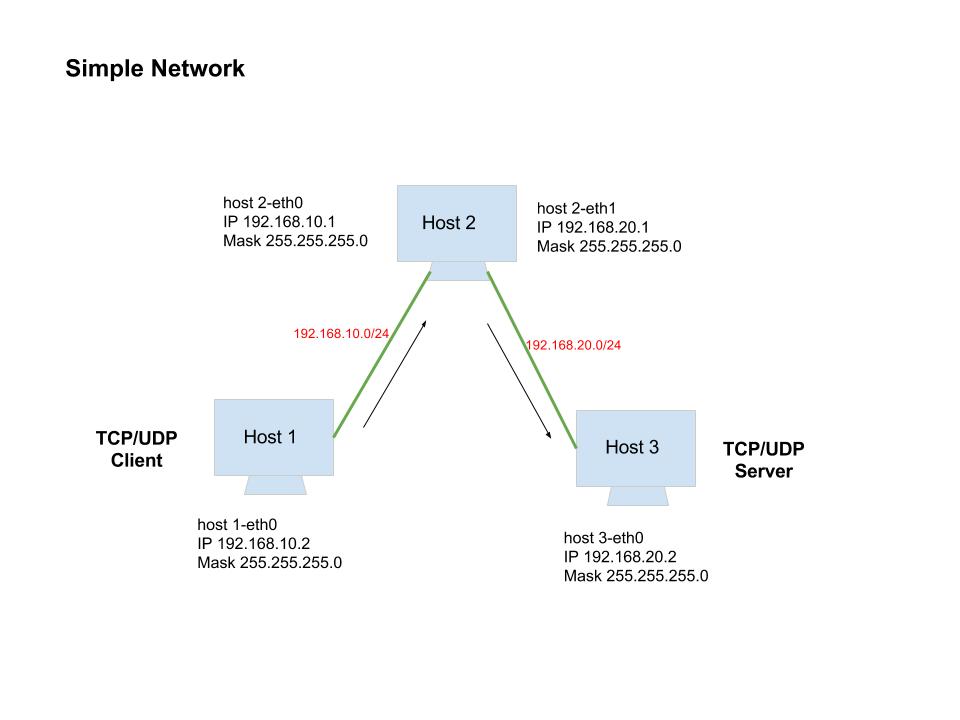 Simple Network
host 2-eth0
IP 192.168.10.1
Mask 255.255.255.0
Host 2
host 2-eth1
IP 192.168.20.1
Mask 255.255.255.0
192.168.10.0/24
192.168.20.0/24
TCP/UDP
Client
Host 1
Host 3
TCP/UDP
Server
host 1-eth0
IP 192.168.10.2
Mask 255.255.255.0
host 3-eth0
IP 192.168.20.2
Mask 255.255.255.0